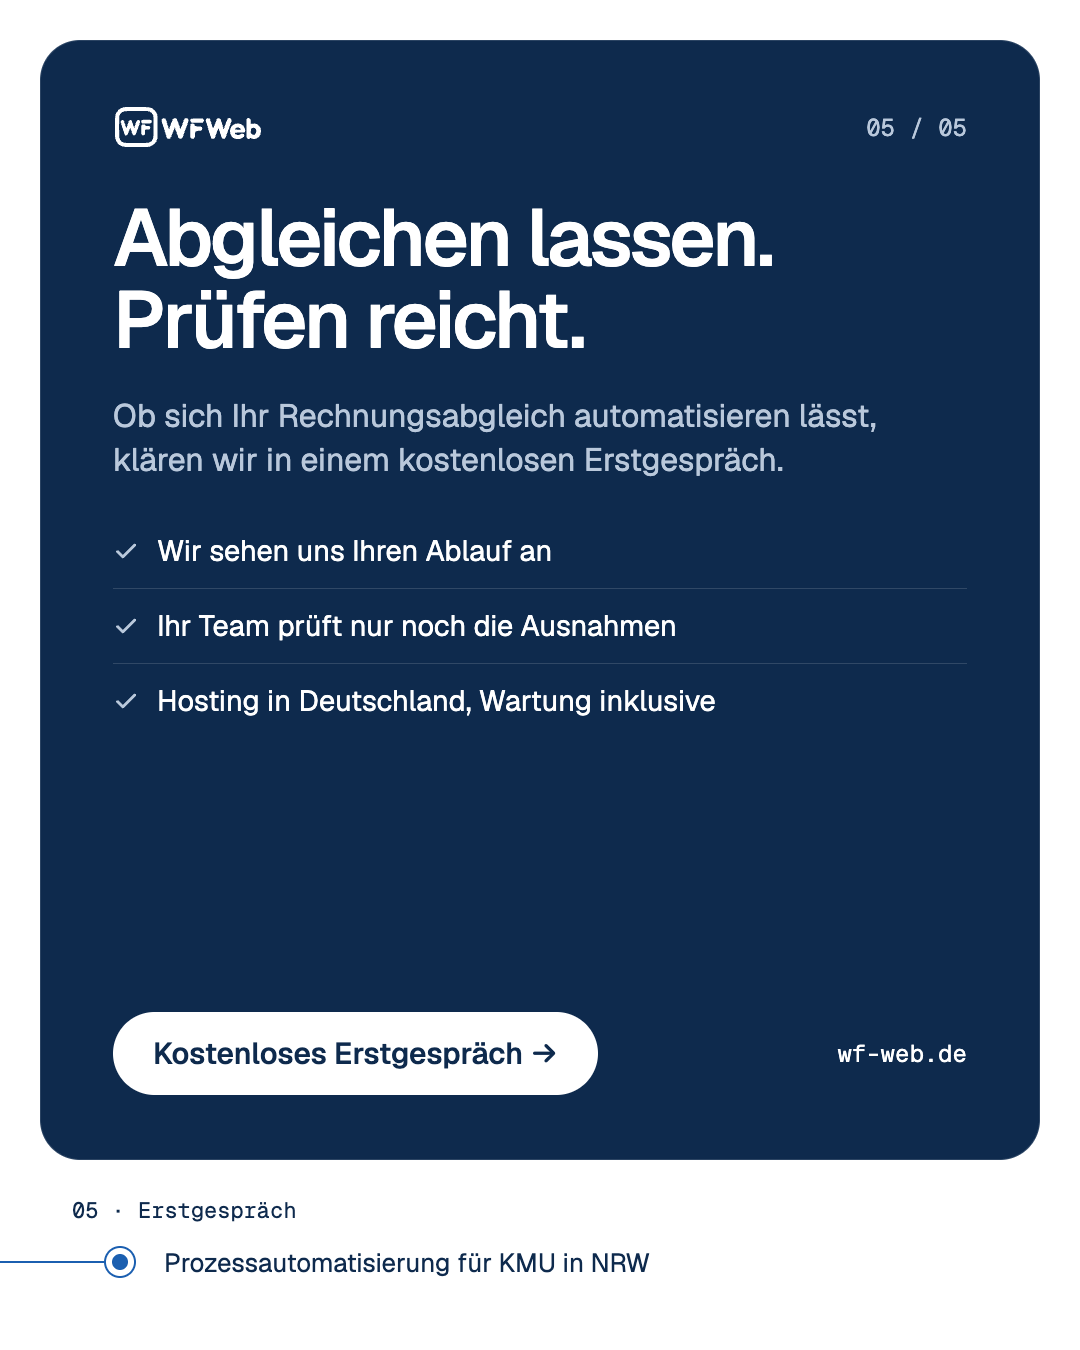 WF WFWeb
05 / 05
Abgleichen lassen.
Prüfen reicht.
Ob sich Ihr Rechnungsabgleich automatisieren lässt,
klären wir in einem kostenlosen Erstgespräch.
Wir sehen uns Ihren Ablauf an
Ihr Team prüft nur noch die Ausnahmen
Hosting in Deutschland, Wartung inklusive
Kostenloses Erstgespräch →
wf-web.de
05 · Erstgespräch
Prozessautomatisierung für KMU in NRW